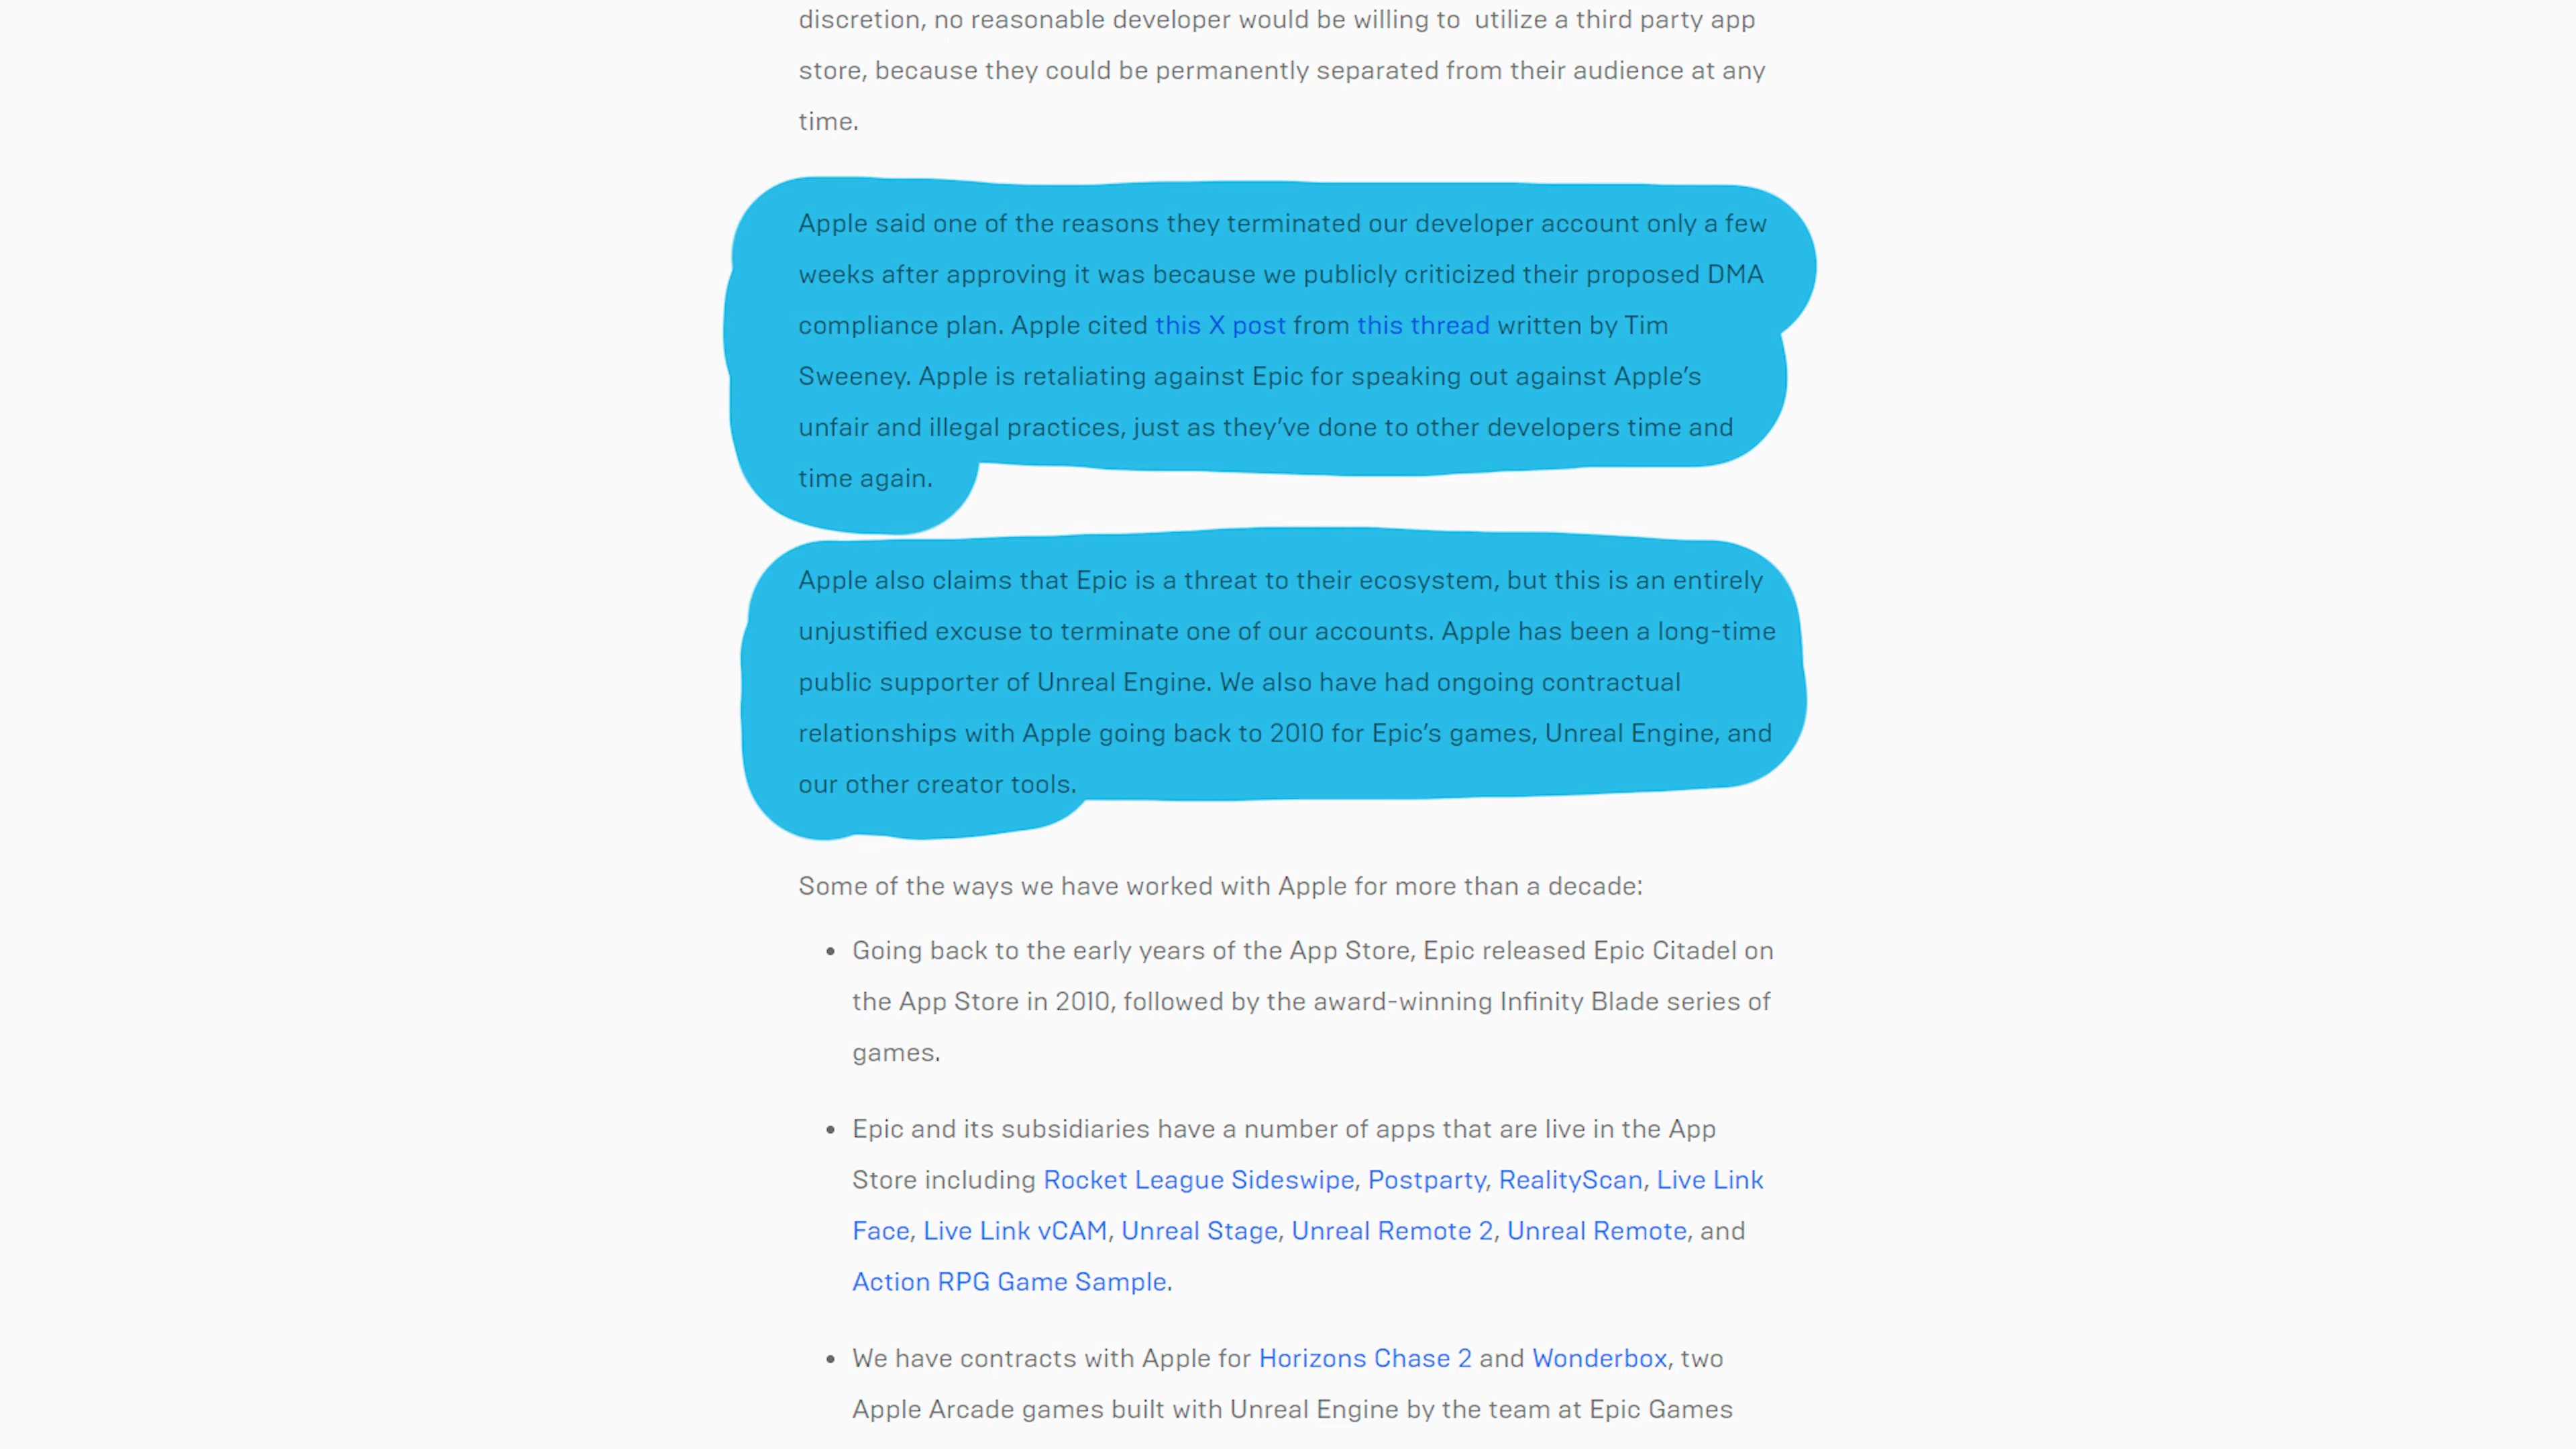 discretion, no reasonable developer would be willing to  utilize a third party app
store, because they could be permanently separated from their audience at any
time.
Apple said one of the reasons they terminated our developer account only a few
weeks after approving it was because we publicly criticized their proposed DMA
compliance plan. Apple cited this X post from this thread written by Tim
Sweeney. Apple is retaliating against Epic for speaking out against Apple’s
unfair and illegal practices, just as they’ve done to other developers time and
time again.
Apple also claims that Epic is a threat to their ecosystem, but this is an entirely
unjustified excuse to terminate one of our accounts. Apple has been a long-time
public supporter of Unreal Engine. We also have had ongoing contractual
relationships with Apple going back to 2010 for Epic’s games, Unreal Engine, and
our other creator tools.
Some of the ways we have worked with Apple for more than a decade:
• Going back to the early years of the App Store, Epic released Epic Citadel on
the App Store in 2010, followed by the award-winning Infinity Blade series of
games.
• Epic and its subsidiaries have a number of apps that are live in the App
Store including Rocket League Sideswipe, Postparty, RealityScan, Live Link
Face, Live Link vCAM, Unreal Stage, Unreal Remote 2, Unreal Remote, and
Action RPG Game Sample.
• We have contracts with Apple for Horizons Chase 2 and Wonderbox, two
Apple Arcade games built with Unreal Engine by the team at Epic Games